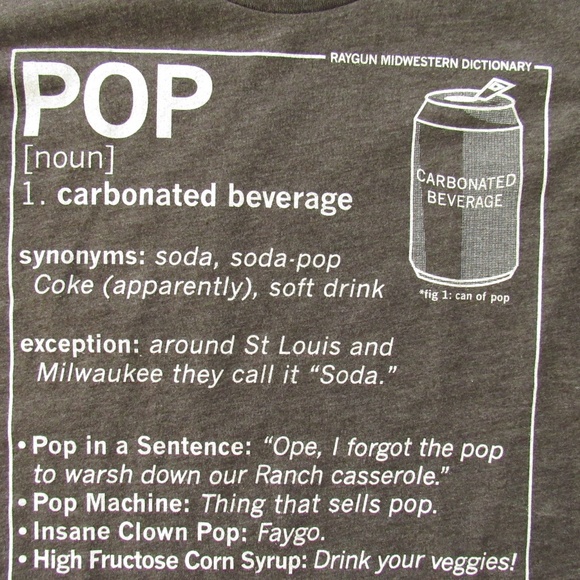 RAYGUN MIDWESTERN DICTIONARY
POP
[noun]
1. carbonated beverage
CARBONATED
BEVERAGE
*fig 1: can of pop
synonyms: soda, soda-pop
Coke (apparently), soft drink
exception: around St Louis and
Milwaukee they call it “Soda.”
• Pop in a Sentence: “Ope, I forgot the pop
to warsh down our Ranch casserole.”
• Pop Machine: Thing that sells pop.
• Insane Clown Pop: Faygo.
• High Fructose Corn Syrup: Drink your veggies!